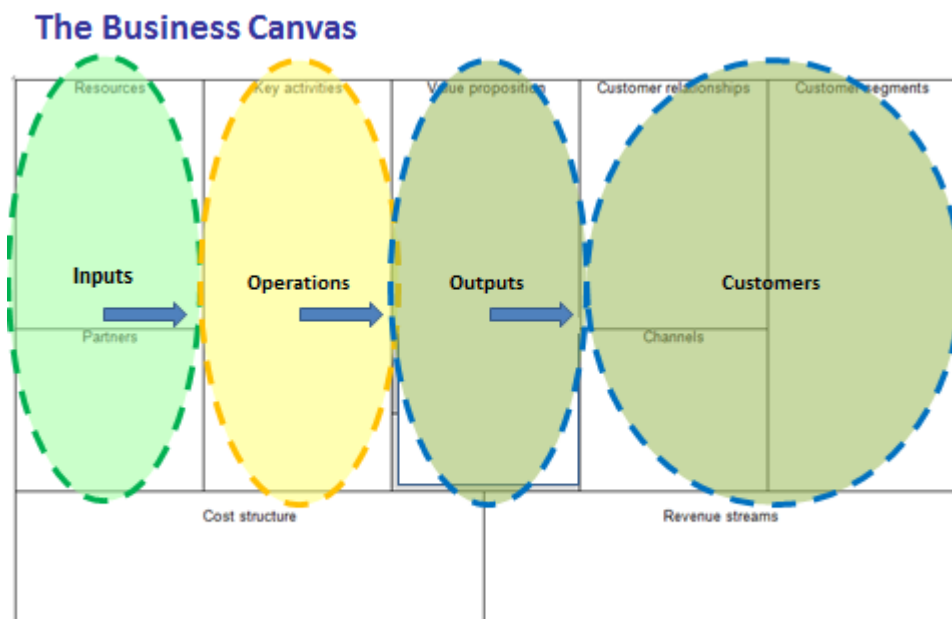 The Business Canvas
Resources
Key activities
Value proposition
Customer relationships
Customer segments
Inputs
Operations
Outputs
Customers
Partners
Channels
Cost structure
Revenue streams